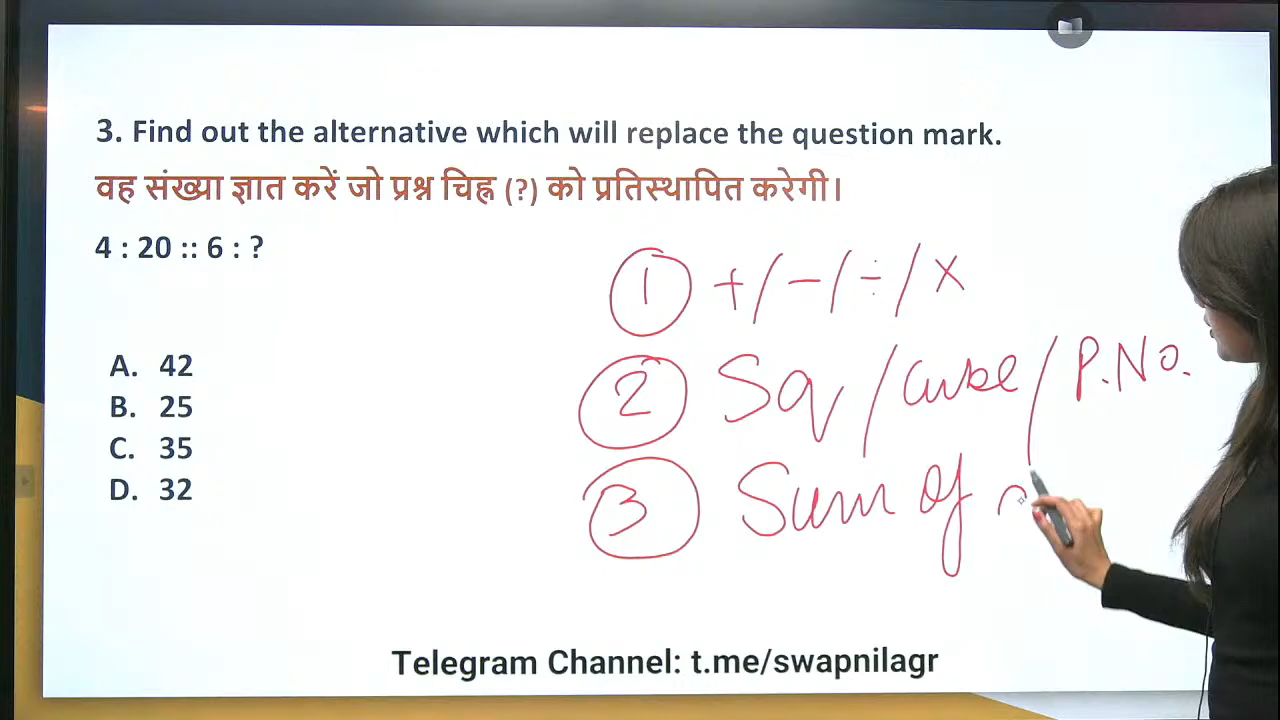 3. Find out the alternative which will replace the question mark.
वह संख्या ज्ञात करें जो प्रश्न चिह्न (?) को प्रतिस्थापित करेगी।
4 : 20 :: 6 : ?
1 + / - / ÷ / ×
A. 42
2 Sq / Cube / P.No.
B. 25
C. 35
3 Sum of
D. 32
Telegram Channel: t.me/swapnilagr